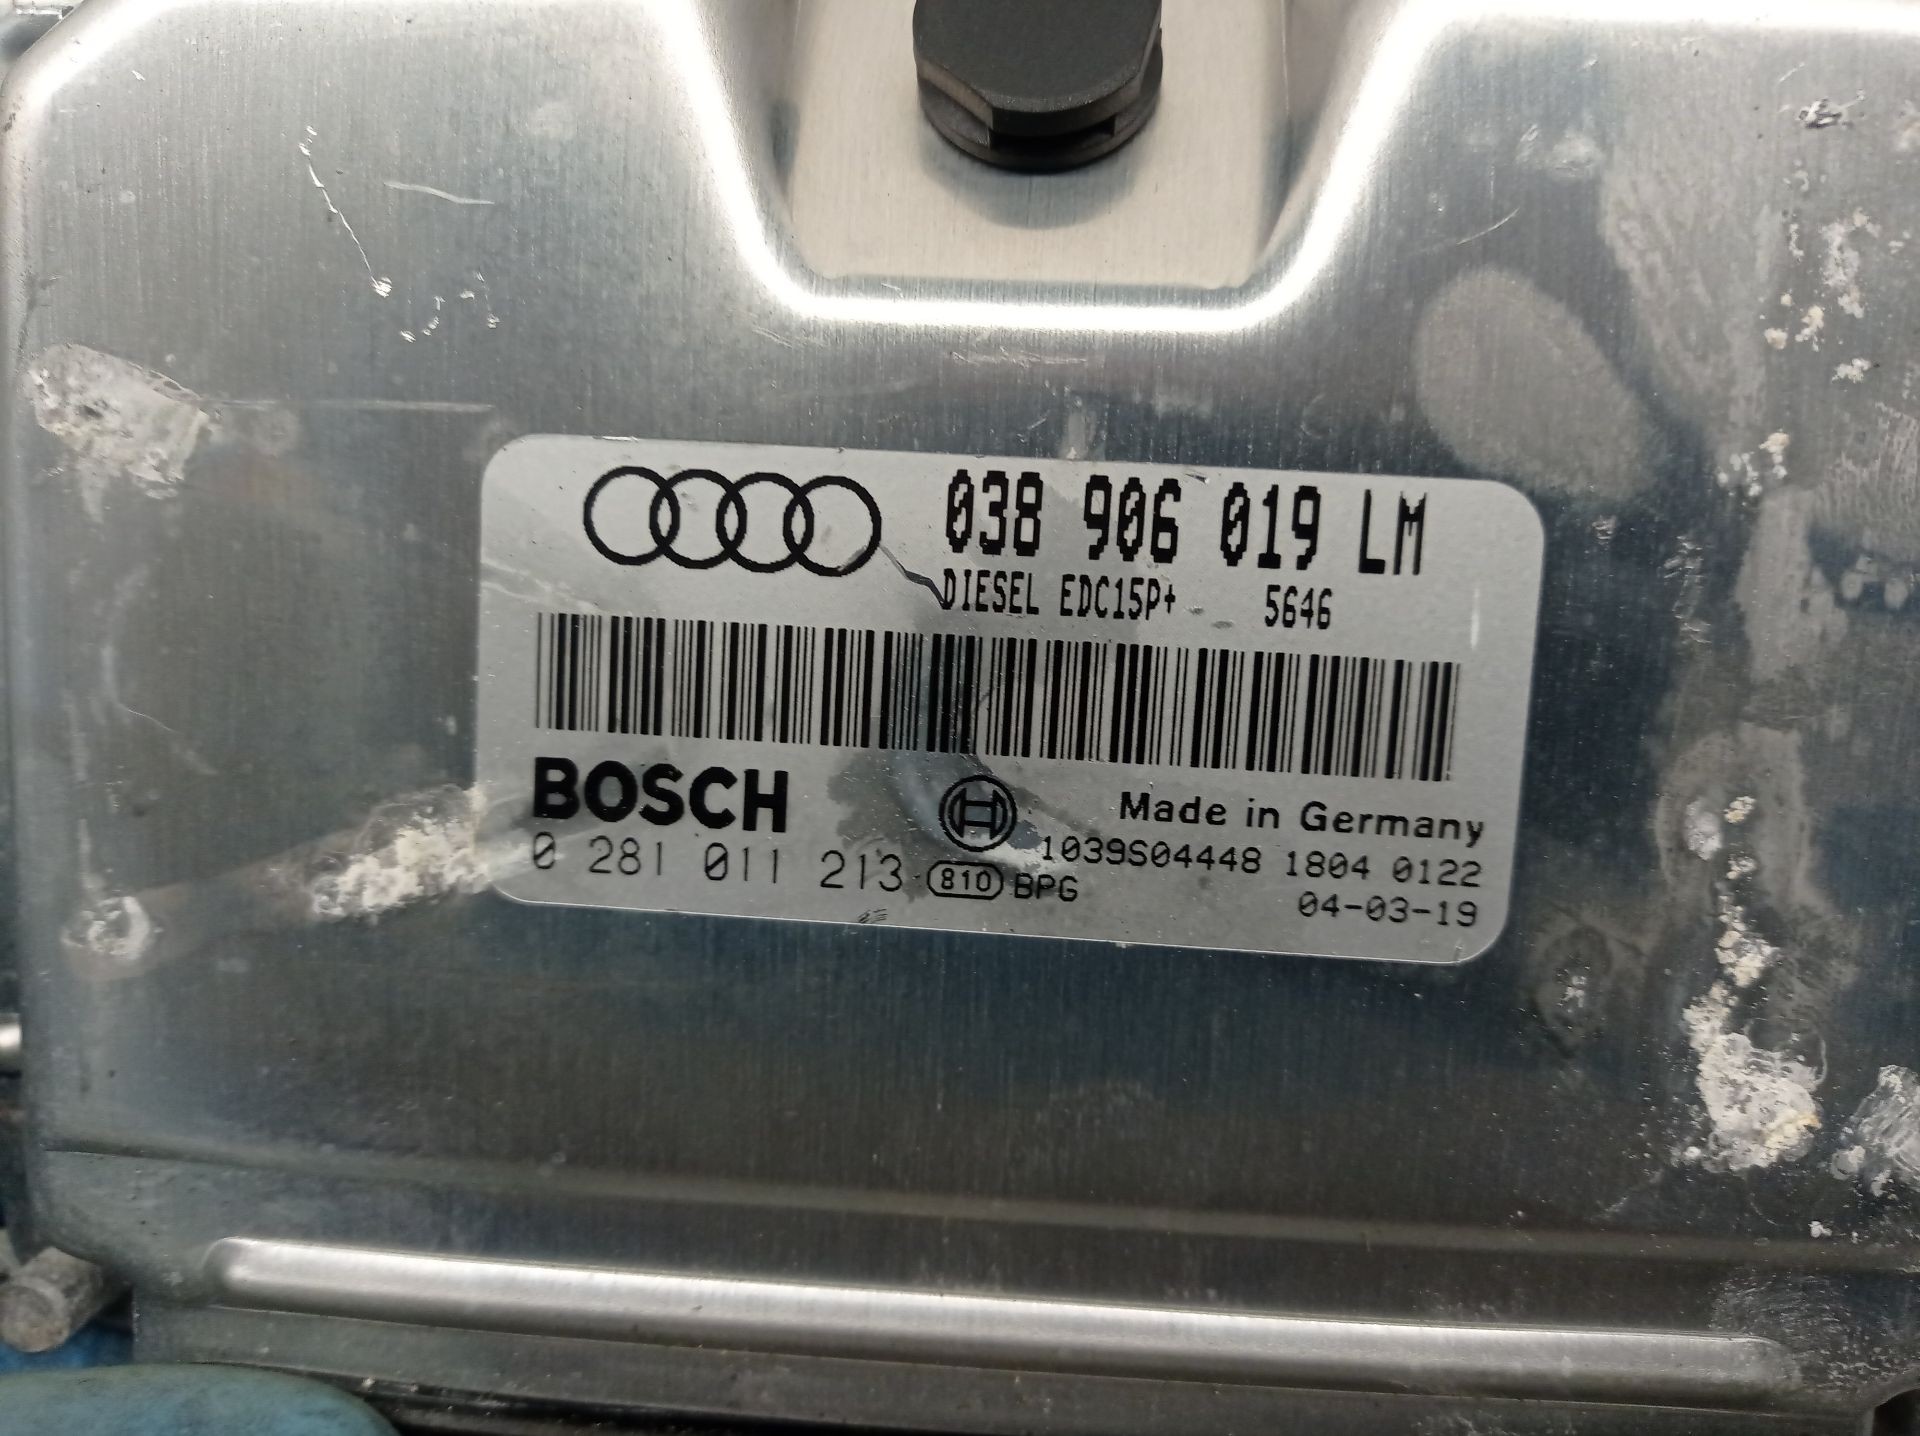 038 906 019 LM
DIESEL EDC15P+ 5646
BOSCH
Made in Germany
0 281 011 213 810 BPG
1039S04448 1804 0122
04-03-19